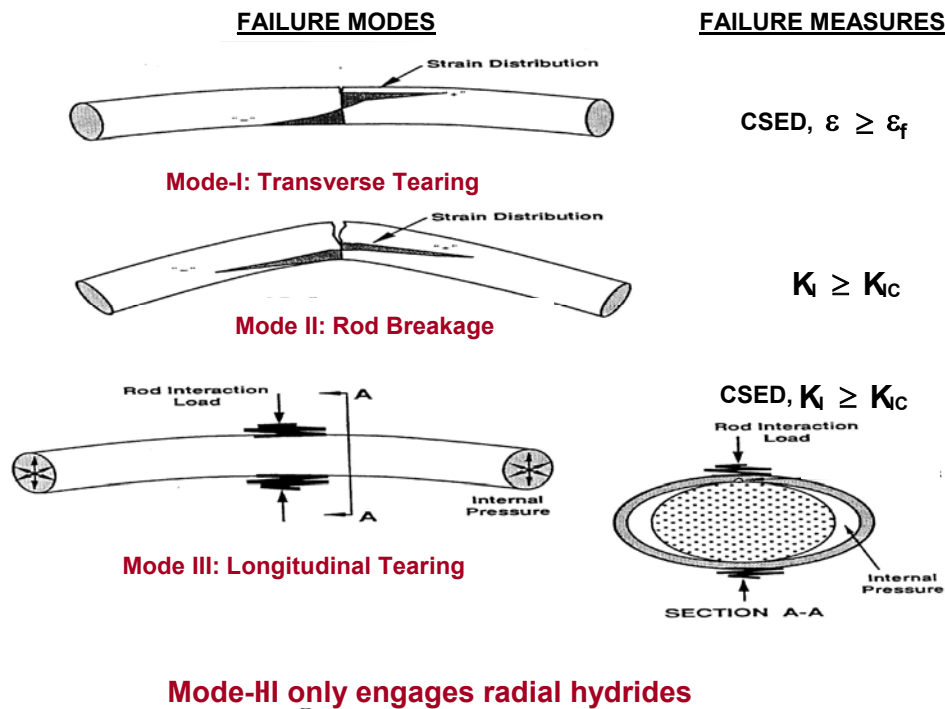 FAILURE MODES
FAILURE MEASURES
Strain Distribution
"+"
"-"
CSED, ε ≥ εf
Mode-I: Transverse Tearing
Strain Distribution
"-"
"-"
KI ≥ KIC
Mode II: Rod Breakage
Rod Interaction
Load
A
A
Internal
Pressure
Mode III: Longitudinal Tearing
CSED, KI ≥ KIC
Rod Interaction
Load
Internal
Pressure
SECTION A-A
Mode-HI only engages radial hydrides